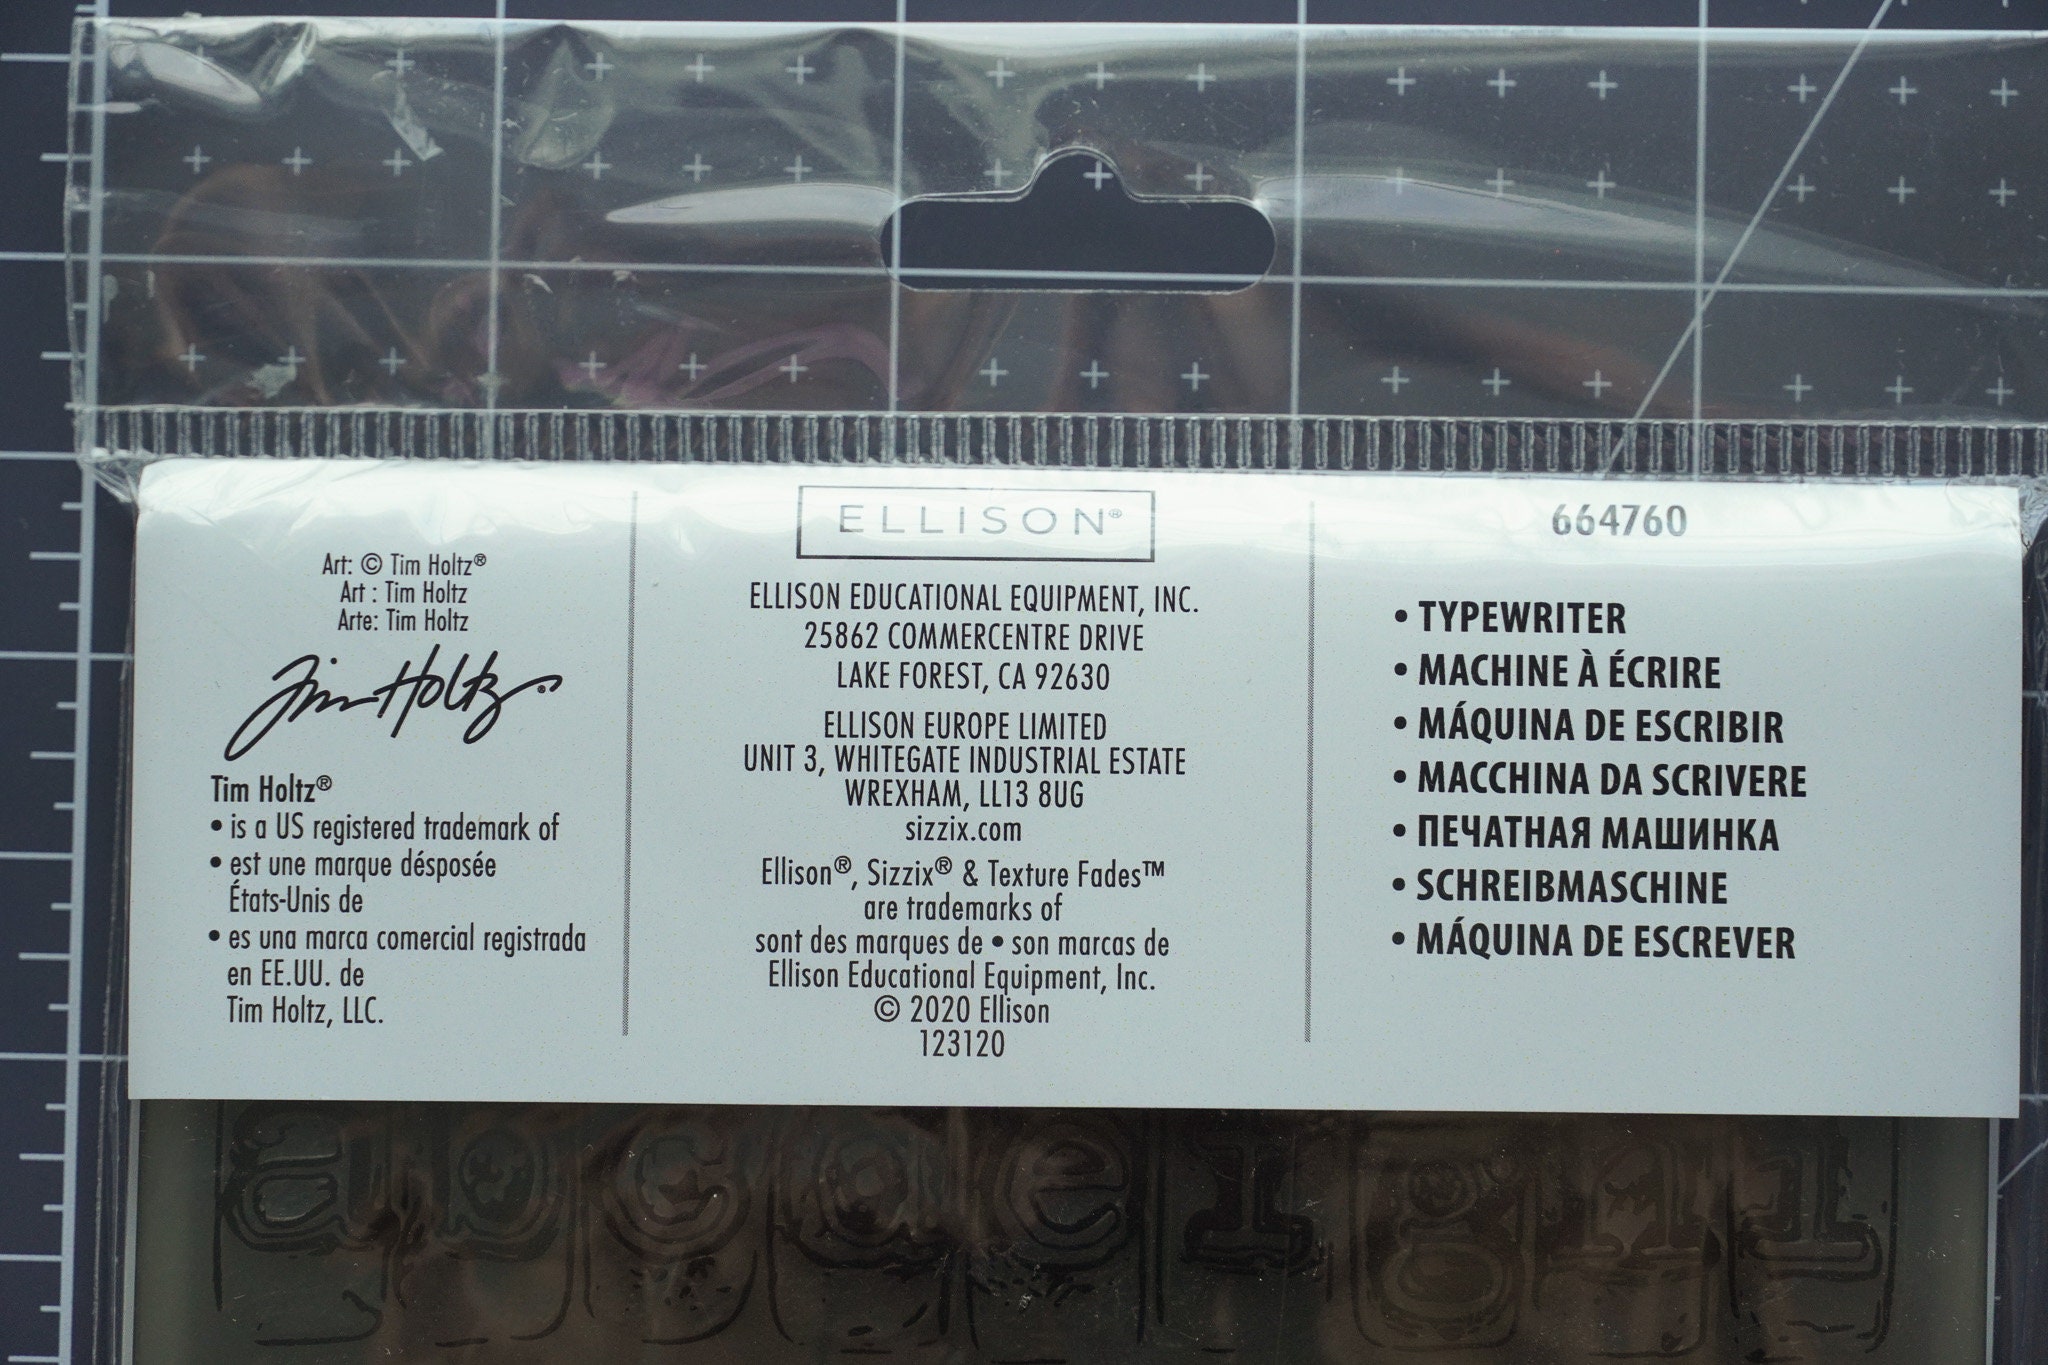 Art: © Tim Holtz®
Art : Tim Holtz
Arte: Tim Holtz
Tim Holtz®
Tim Holtz®
• is a US registered trademark of
• est une marque désposée
États-Unis de
• es una marca comercial registrada
en EE.UU. de
Tim Holtz, LLC.
ELLISON®
ELLISON EDUCATIONAL EQUIPMENT, INC.
25862 COMMERCENTRE DRIVE
LAKE FOREST, CA 92630
ELLISON EUROPE LIMITED
UNIT 3, WHITEGATE INDUSTRIAL ESTATE
WREXHAM, LL13 8UG
sizzix.com
Ellison®, Sizzix® & Texture Fades™
are trademarks of
sont des marques de • son marcas de
Ellison Educational Equipment, Inc.
© 2020 Ellison
123120
664760
• TYPEWRITER
• MACHINE À ÉCRIRE
• MÁQUINA DE ESCRIBIR
• MACCHINA DA SCRIVERE
• ПЕЧАТНАЯ МАШИНКА
• SCHREIBMASCHINE
• MÁQUINA DE ESCREVER